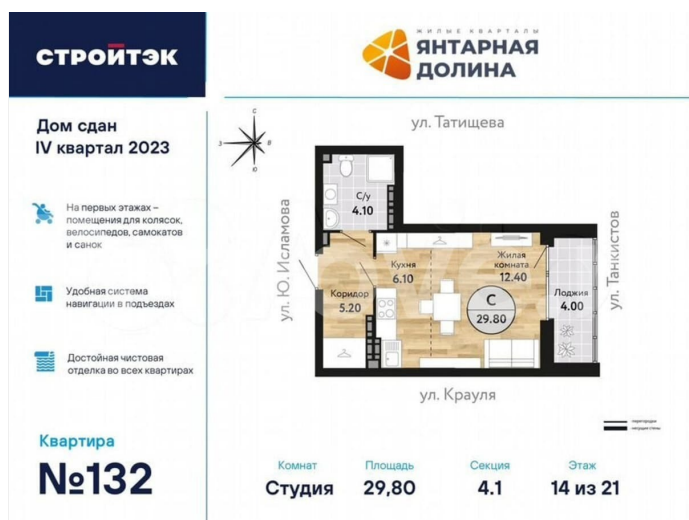 СТРОЙТЭК
ЖИЛЫЕ КВАРТАЛЫ
ЯНТАРНАЯ
ДОЛИНА
Дом сдан
IV квартал 2023
На первых этажах –
помещения для колясок,
велосипедов, самокатов
и санок
Удобная система
навигации в подъездах
Достойная чистовая
отделка во всех квартирах
Квартира
№132
С
З
В
Ю
ул. Татищева
ул. Ю. Исламова
ул. Танкистов
ул. Крауля
С/у
4.10
Кухня
6.10
Жилая
комната
12.40
Коридор
5.20
С
29.80
Лоджия
4.00
перегородки
несущие стены
Комнат
Студия
Площадь
29,80
Секция
4.1
Этаж
14 из 21